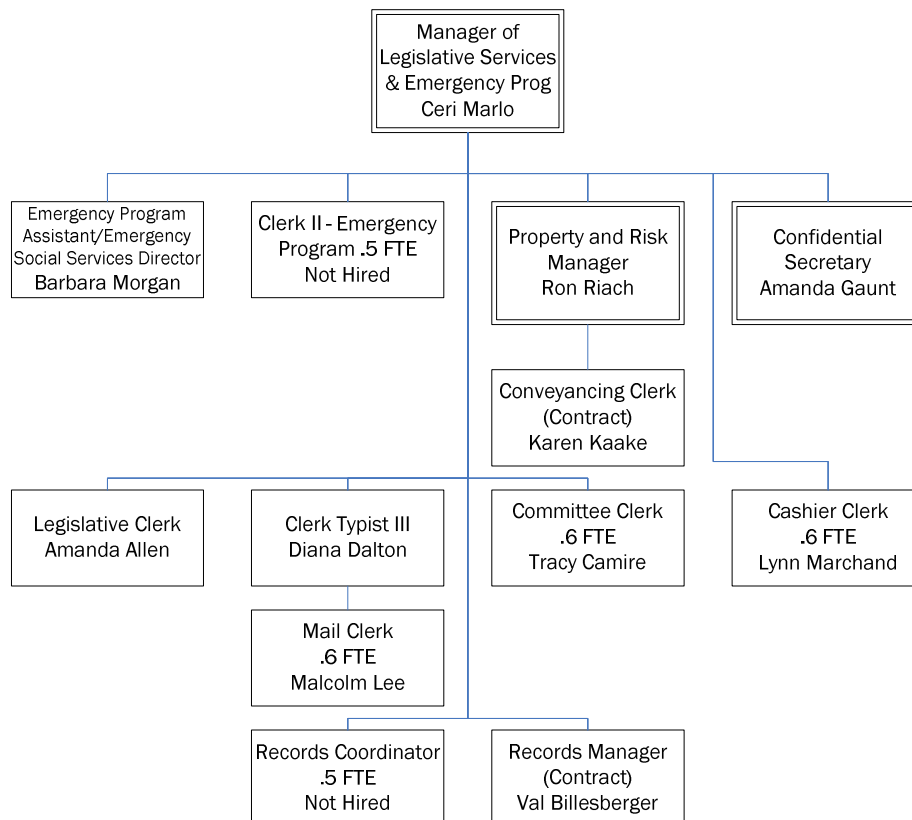 Manager of
Legislative Services
& Emergency Prog
Ceri Marlo
Emergency Program
Assistant/Emergency
Social Services Director
Barbara Morgan
Clerk II - Emergency
Program .5 FTE
Not Hired
Property and Risk
Manager
Ron Riach
Confidential
Secretary
Amanda Gaunt
Conveyancing Clerk
(Contract)
Karen Kaake
Legislative Clerk
Amanda Allen
Clerk Typist III
Diana Dalton
Committee Clerk
.6 FTE
Tracy Camire
Cashier Clerk
.6 FTE
Lynn Marchand
Mail Clerk
.6 FTE
Malcolm Lee
Records Coordinator
.5 FTE
Not Hired
Records Manager
(Contract)
Val Billesberger